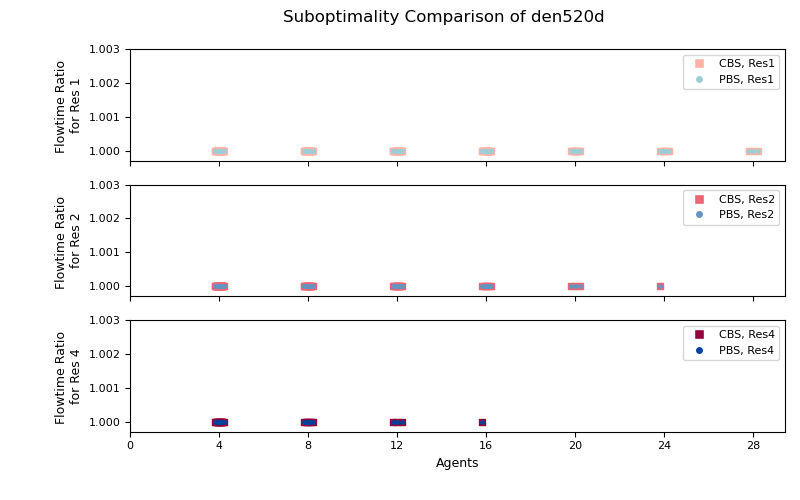 Suboptimality Comparison of den520d
Flowtime Ratio
for Res 1
1.003
1.002
1.001
1.000
CBS, Res1
PBS, Res1
Flowtime Ratio
for Res 2
1.003
1.002
1.001
1.000
CBS, Res2
PBS, Res2
Flowtime Ratio
for Res 4
1.003
1.002
1.001
1.000
CBS, Res4
PBS, Res4
0 4 8 12 16 20 24 28
Agents